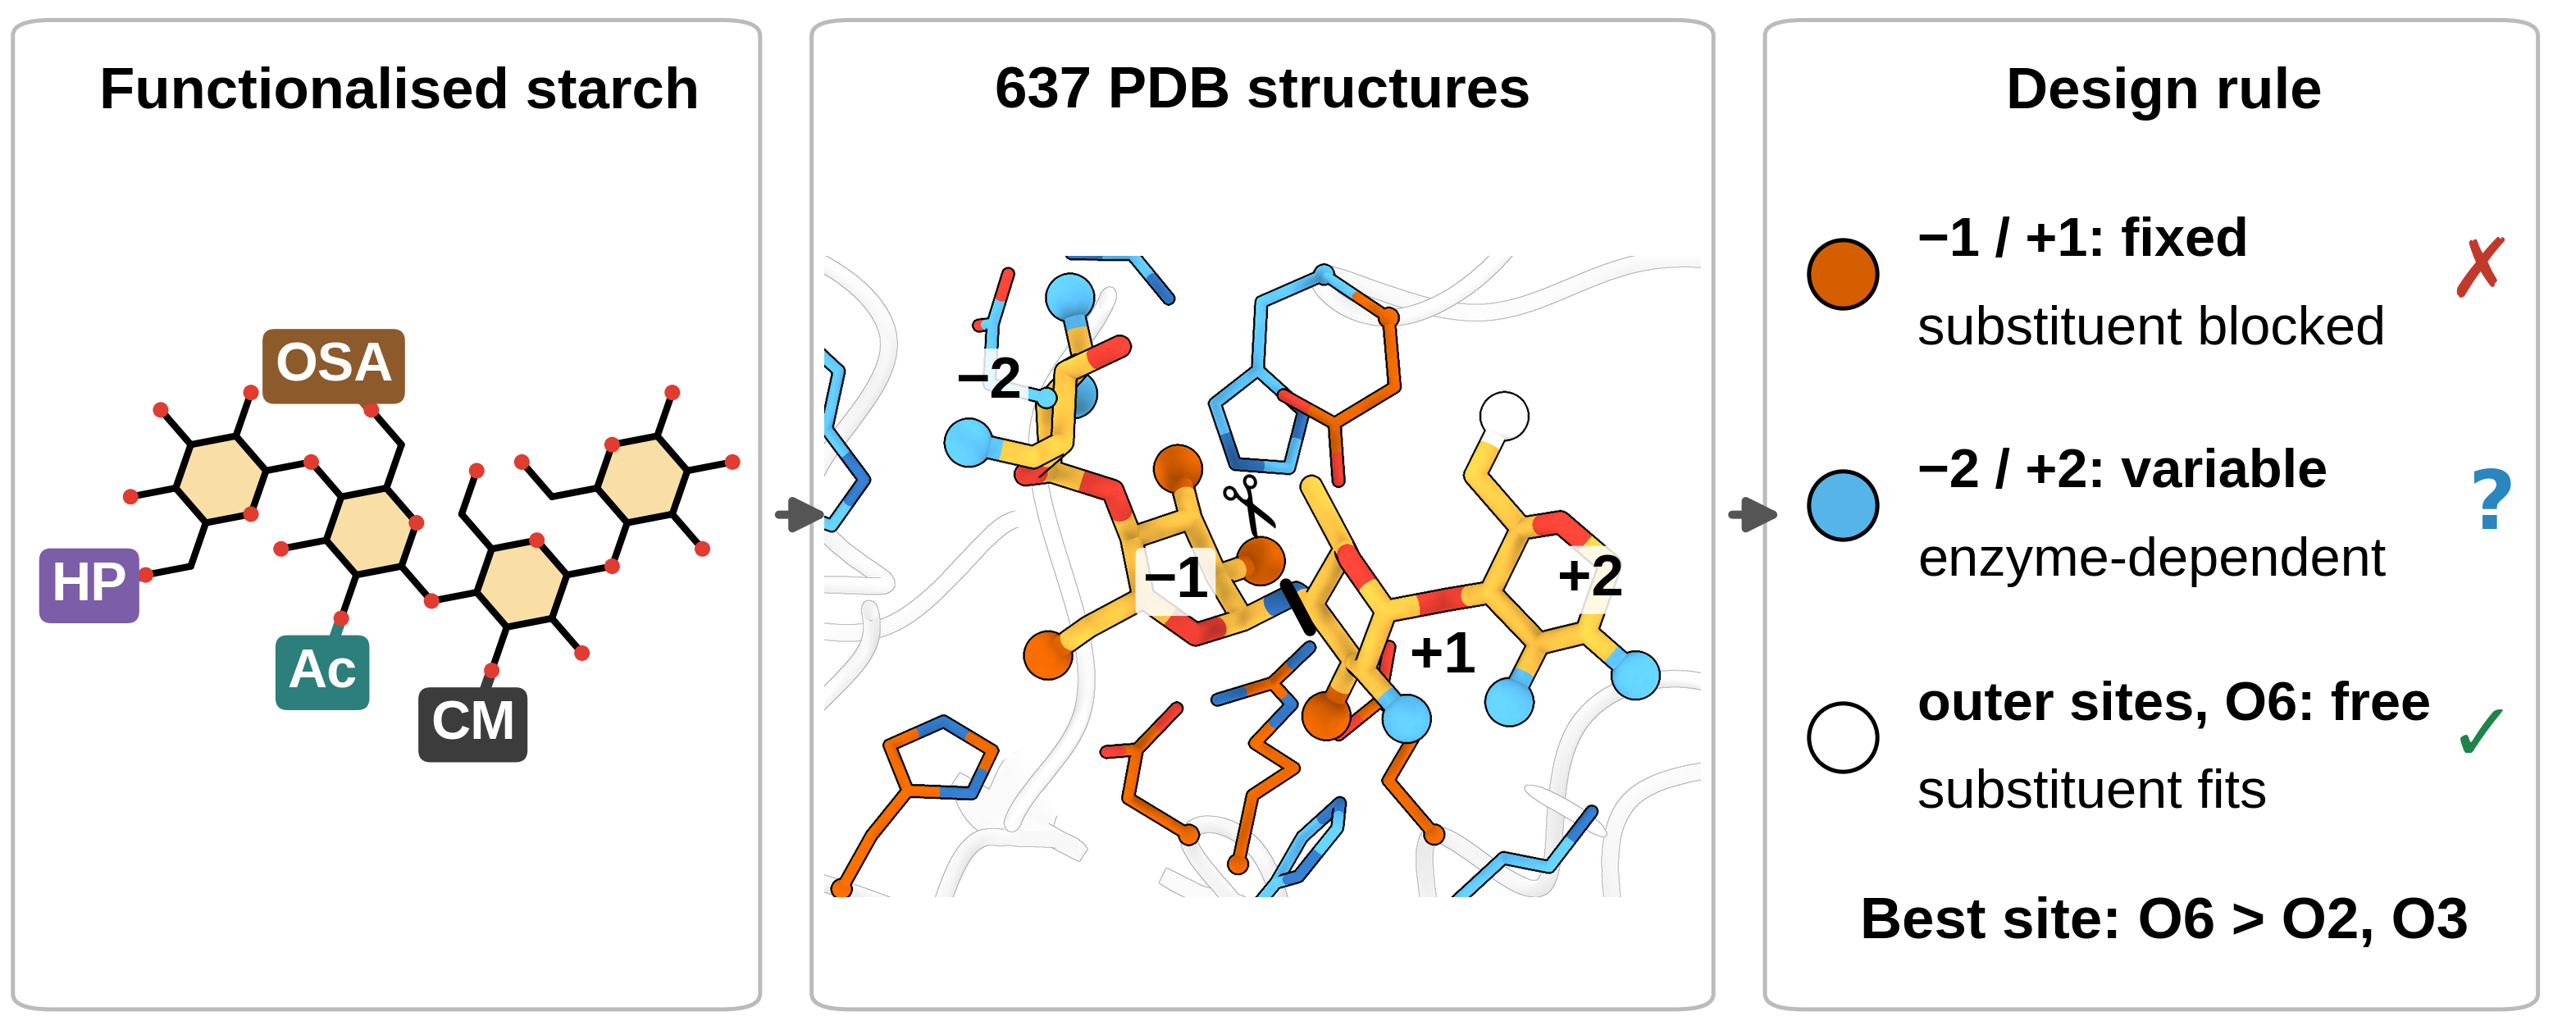 Functionalised starch
OSA
HP
Ac
CM
637 PDB structures
−2
−1
+1
+2
Design rule
−1 / +1: fixed
substituent blocked
✗
−2 / +2: variable
enzyme-dependent
?
outer sites, O6: free
substituent fits
✓
Best site: O6 > O2, O3